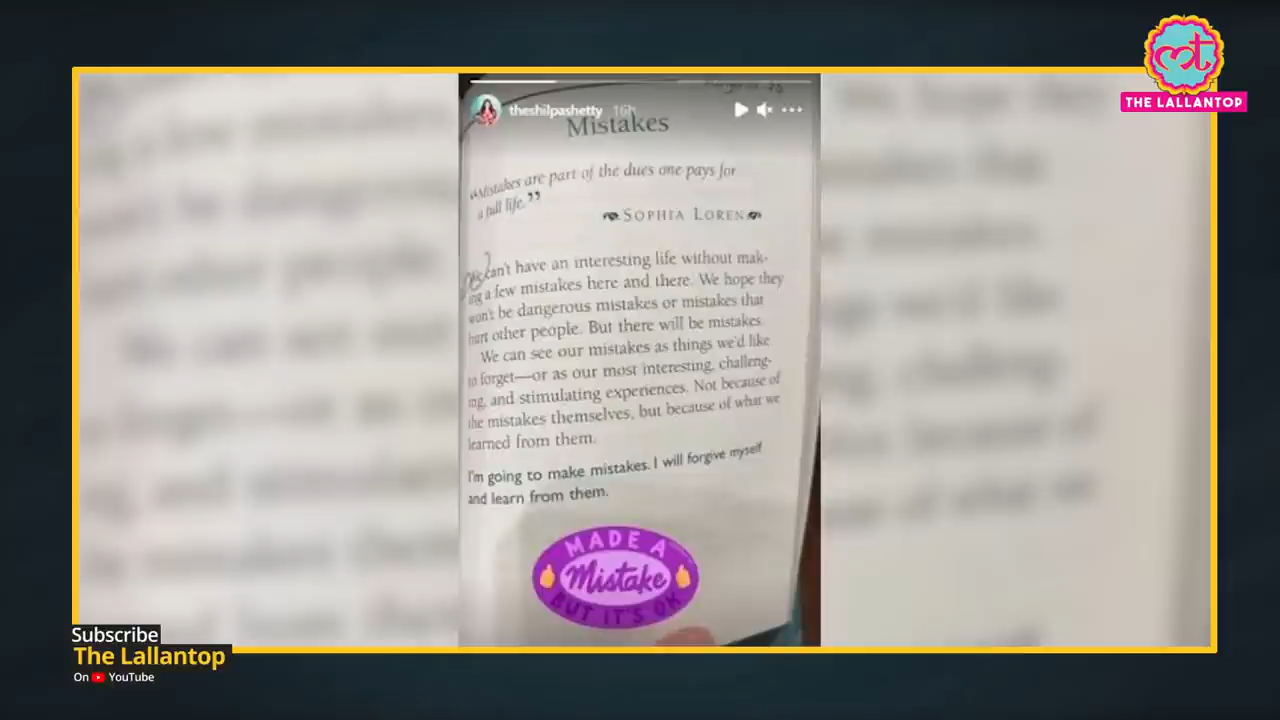 मत
THE LALLANTOP
theshilpashetty 16h
Mistakes
“Mistakes are part of the dues one pays for
a full life.”
SOPHIA LOREN
We can't have an interesting life without mak-
ing a few mistakes here and there. We hope they
won't be dangerous mistakes or mistakes that
hurt other people. But there will be mistakes.
We can see our mistakes as things we'd like
to forget—or as our most interesting, challeng-
ing, and stimulating experiences. Not because of
the mistakes themselves, but because of what we
learned from them.
I'm going to make mistakes. I will forgive myself
and learn from them.
MADE A
Mistake
BUT IT'S OK
Subscribe
The Lallantop
On YouTube